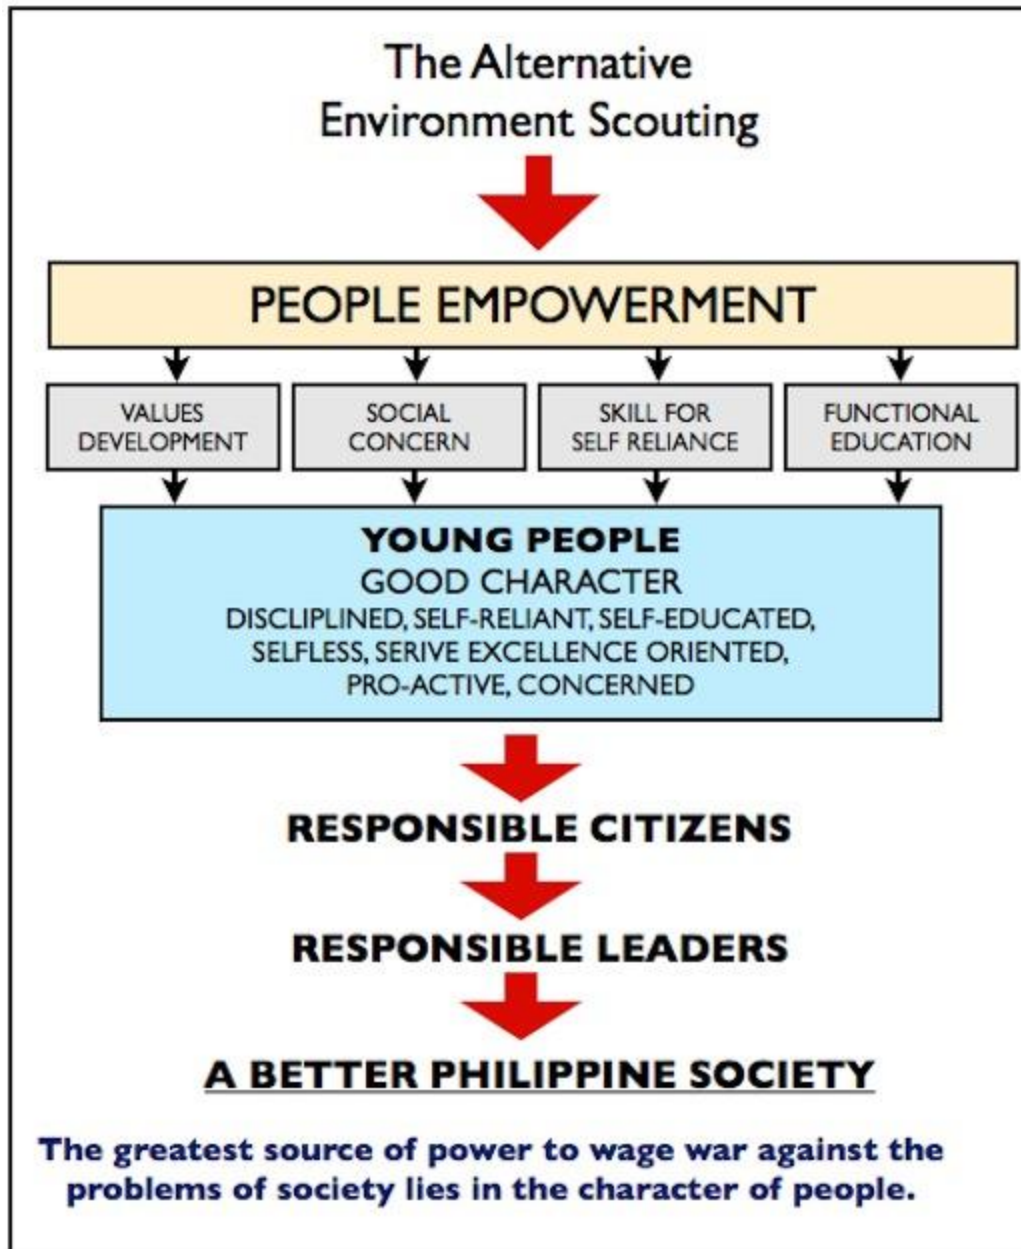 The Alternative
Environment Scouting
PEOPLE EMPOWERMENT
VALUES
DEVELOPMENT
SOCIAL
CONCERN
SKILL FOR
SELF RELIANCE
FUNCTIONAL
EDUCATION
YOUNG PEOPLE
GOOD CHARACTER
DISCLIPLINED, SELF-RELIANT, SELF-EDUCATED,
SELFLESS, SERIVE EXCELLENCE ORIENTED,
PRO-ACTIVE, CONCERNED
RESPONSIBLE CITIZENS
RESPONSIBLE LEADERS
A BETTER PHILIPPINE SOCIETY
The greatest source of power to wage war against the
problems of society lies in the character of people.